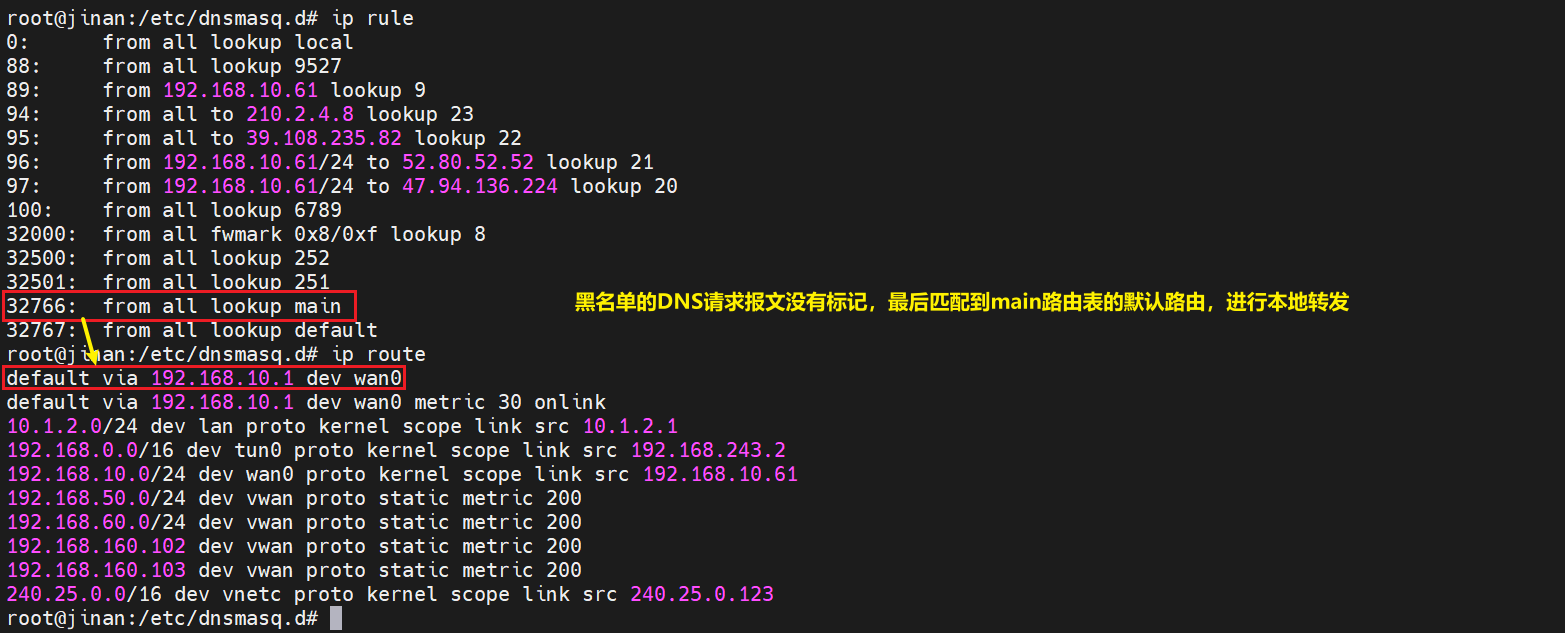 root@jinan:/etc/dnsmasq.d# ip rule
0:      from all lookup local
88:     from all lookup 9527
89:     from 192.168.10.61 lookup 9
94:     from all to 210.2.4.8 lookup 23
95:     from all to 39.108.235.82 lookup 22
96:     from 192.168.10.61/24 to 52.80.52.52 lookup 21
97:     from 192.168.10.61/24 to 47.94.136.224 lookup 20
100:    from all lookup 6789
32000:  from all fwmark 0x8/0xf lookup 8
32500:  from all lookup 252
32501:  from all lookup 251
32766:  from all lookup main
黑名单的DNS请求报文没有标记，最后匹配到main路由表的默认路由，进行本地转发
32767:  from all lookup default
root@jinan:/etc/dnsmasq.d# ip route
default via 192.168.10.1 dev wan0
default via 192.168.10.1 dev wan0 metric 30 onlink
10.1.2.0/24 dev lan proto kernel scope link src 10.1.2.1
192.168.0.0/16 dev tun0 proto kernel scope link src 192.168.243.2
192.168.10.0/24 dev wan0 proto kernel scope link src 192.168.10.61
192.168.50.0/24 dev vwan proto static metric 200
192.168.60.0/24 dev vwan proto static metric 200
192.168.160.102 dev vwan proto static metric 200
192.168.160.103 dev vwan proto static metric 200
240.25.0.0/16 dev vnetc proto kernel scope link src 240.25.0.123
root@jinan:/etc/dnsmasq.d#